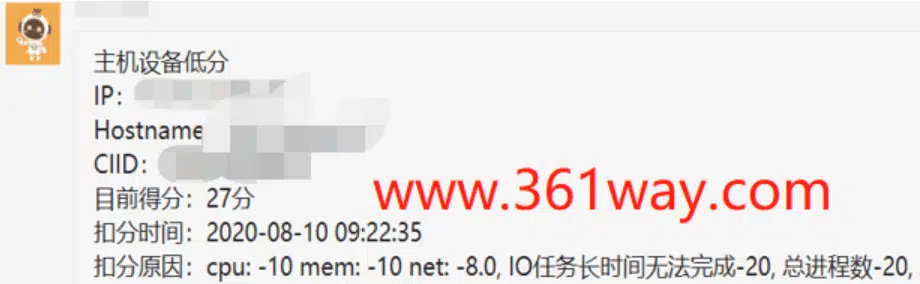 主机设备低分
IP：
Hostname
CIID：
www.361way.com
目前得分：27分
扣分时间：2020-08-10 09:22:35
扣分原因：cpu: -10 mem: -10 net: -8.0, IO任务长时间无法完成-20, 总进程数-20,